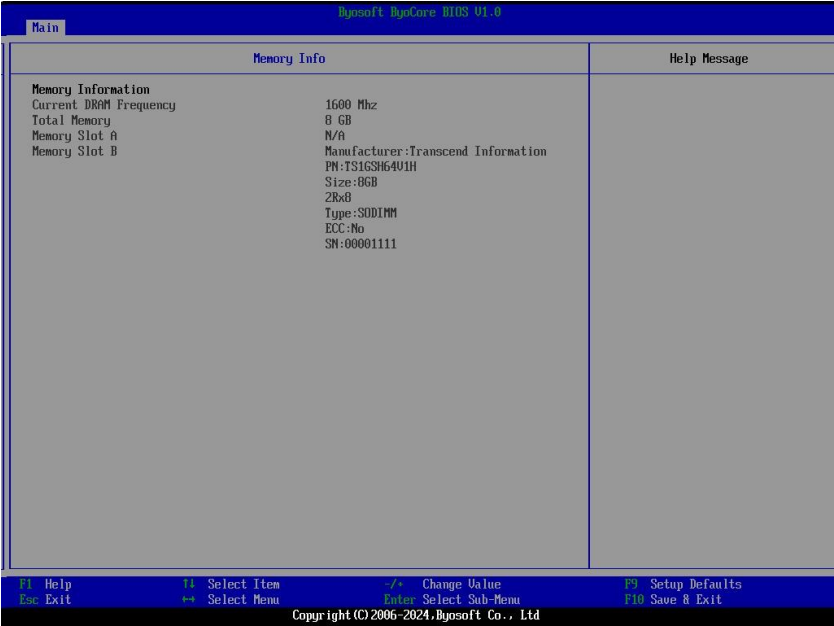 Byosoft ByoCore BIOS V1.0
Main
Memory Info
Help Message
Memory Information
Current DRAM Frequency 1600 Mhz
Total Memory 8 GB
Memory Slot A N/A
Memory Slot B Manufacturer:Transcend Information
PN:TS1GSH64V1H
Size:8GB
2Rx8
Type:SODIMM
ECC:No
SN:00001111
F1 Help ↑↓ Select Item -/+ Change Value F9 Setup Defaults
Esc Exit ↔ Select Menu Enter Select Sub-Menu F10 Save & Exit
Copyright(C)2006-2024,Byosoft Co., Ltd